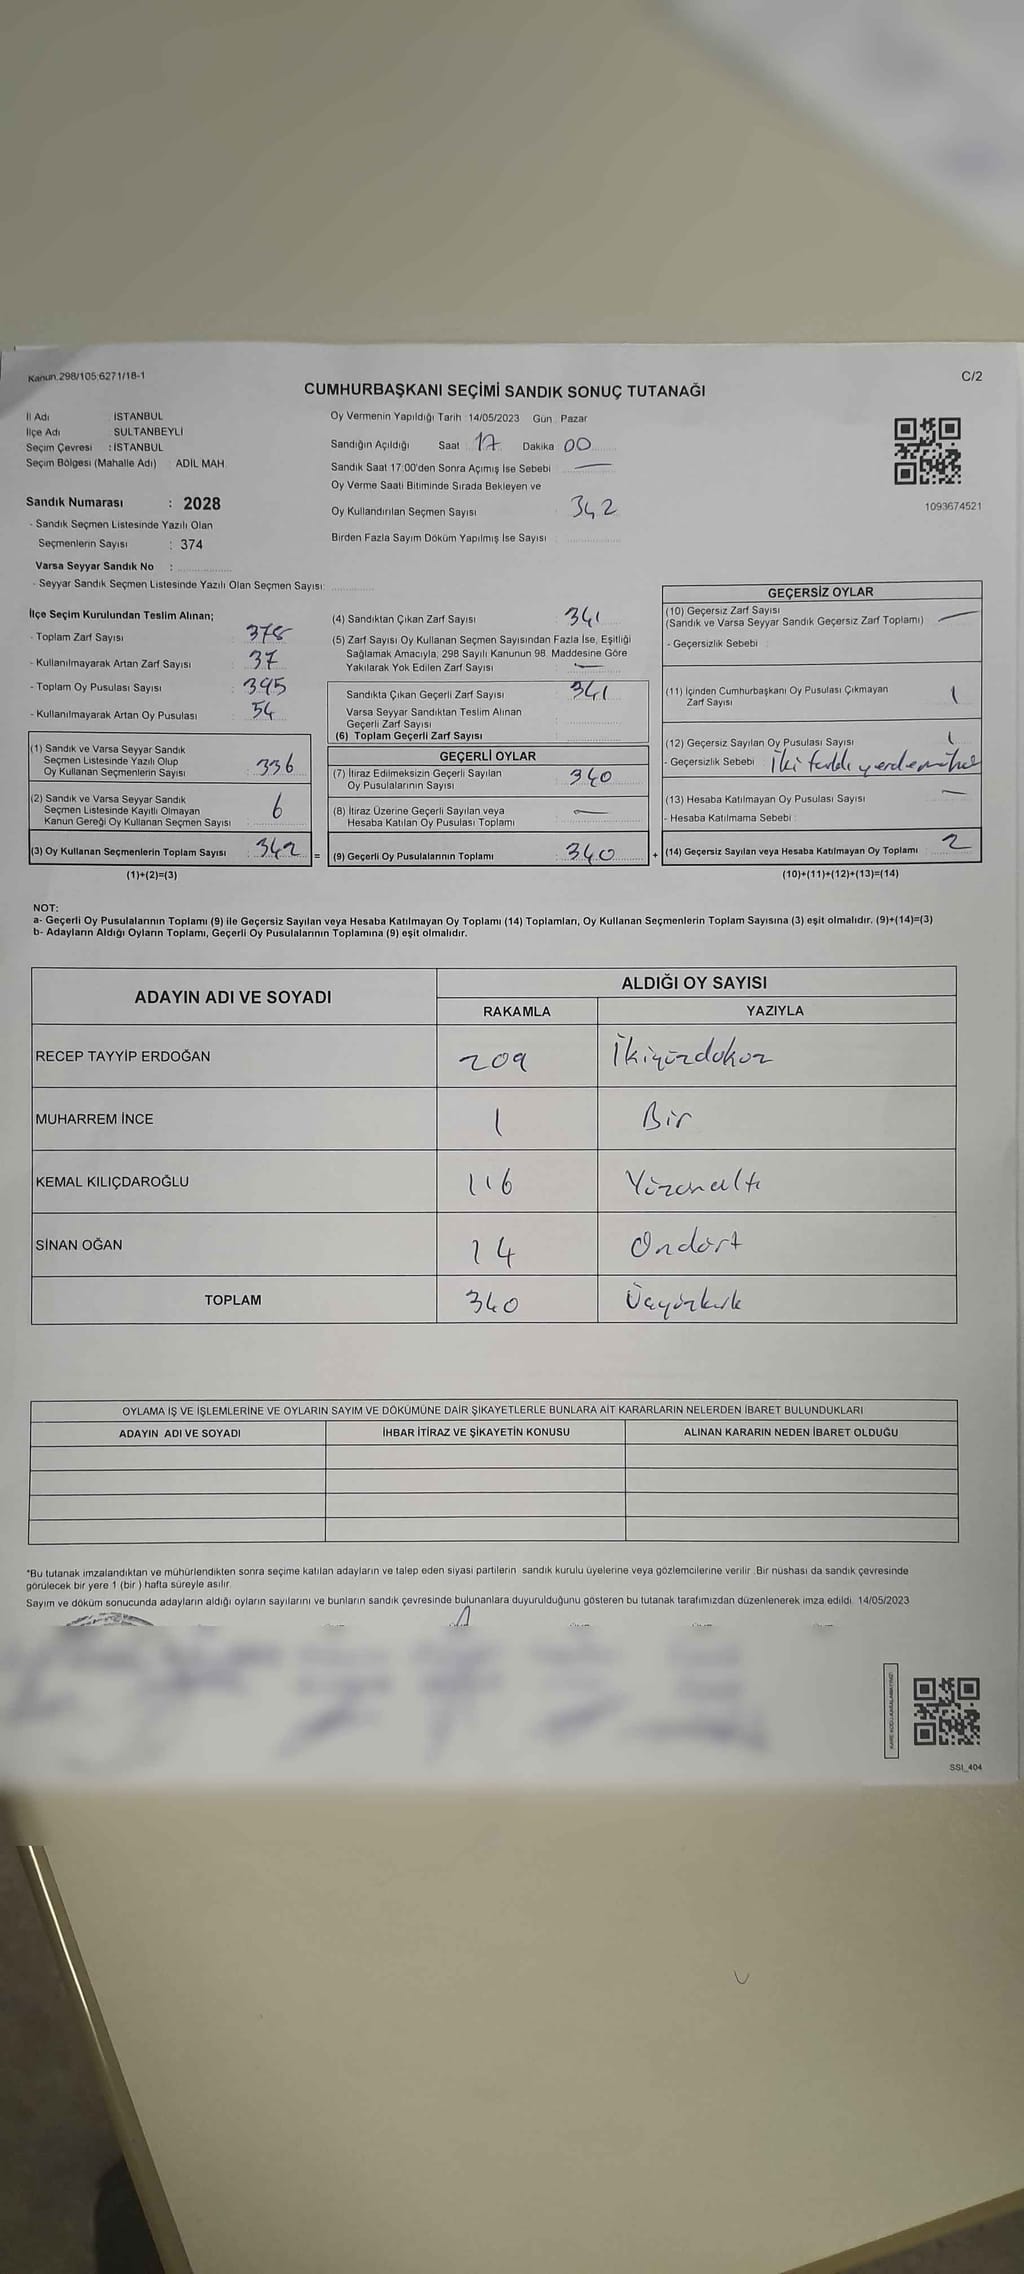 Kanun.298/105;6271/18-1
C/2
CUMHURBAŞKANI SEÇİMİ SANDIK SONUÇ TUTANAĞI
İl Adı : İSTANBUL
İlçe Adı : SULTANBEYLİ
Seçim Çevresi : İSTANBUL
Seçim Bölgesi (Mahalle Adı) : ADİL MAH.
Oy Vermenin Yapıldığı Tarih : 14/05/2023 Gün : Pazar
Sandığın Açıldığı Saat : 17 Dakika : 00
Sandık Saat 17:00'den Sonra Açımış İse Sebebi : —
Oy Verme Saati Bitiminde Sırada Bekleyen ve
Oy Kullandırılan Seçmen Sayısı : 342
Birden Fazla Sayım Döküm Yapılmış İse Sayısı :
1093674521
Sandık Numarası : 2028
- Sandık Seçmen Listesinde Yazılı Olan
Seçmenlerin Sayısı : 374
Varsa Seyyar Sandık No :
- Seyyar Sandık Seçmen Listesinde Yazılı Olan Seçmen Sayısı:
İlçe Seçim Kurulundan Teslim Alınan;
- Toplam Zarf Sayısı : 378
- Kullanılmayarak Artan Zarf Sayısı : 37
- Toplam Oy Pusulası Sayısı : 395
- Kullanılmayarak Artan Oy Pusulası : 54
(1) Sandık ve Varsa Seyyar Sandık
Seçmen Listesinde Yazılı Olup
Oy Kullanan Seçmenlerin Sayısı : 336
(2) Sandık ve Varsa Seyyar Sandık
Seçmen Listesinde Kayıtlı Olmayan
Kanun Gereği Oy Kullanan Seçmen Sayısı : 6
(3) Oy Kullanan Seçmenlerin Toplam Sayısı : 342 =
(1)+(2)=(3)
(4) Sandıktan Çıkan Zarf Sayısı : 341
(5) Zarf Sayısı Oy Kullanan Seçmen Sayısından Fazla İse, Eşitliği
Sağlamak Amacıyla, 298 Sayılı Kanunun 98. Maddesine Göre
Yakılarak Yok Edilen Zarf Sayısı : —
Sandıkta Çıkan Geçerli Zarf Sayısı : 341
Varsa Seyyar Sandıktan Teslim Alınan
Geçerli Zarf Sayısı :
(6) Toplam Geçerli Zarf Sayısı :
GEÇERLİ OYLAR
(7) İtiraz Edilmeksizin Geçerli Sayılan
Oy Pusulalarının Sayısı : 340
(8) İtiraz Üzerine Geçerli Sayılan veya
Hesaba Katılan Oy Pusulası Toplamı : —
(9) Geçerli Oy Pusulalarının Toplamı : 340 +
GEÇERSİZ OYLAR
(10) Geçersiz Zarf Sayısı
(Sandık ve Varsa Seyyar Sandık Geçersiz Zarf Toplamı) : —
- Geçersizlik Sebebi :
(11) İçinden Cumhurbaşkanı Oy Pusulası Çıkmayan
Zarf Sayısı : 1
(12) Geçersiz Sayılan Oy Pusulası Sayısı : 1
- Geçersizlik Sebebi : İki farklı yerde mühür
(13) Hesaba Katılmayan Oy Pusulası Sayısı : —
- Hesaba Katılmama Sebebi :
(14) Geçersiz Sayılan veya Hesaba Katılmayan Oy Toplamı : 2
(10)+(11)+(12)+(13)=(14)
NOT:
a- Geçerli Oy Pusulalarının Toplamı (9) ile Geçersiz Sayılan veya Hesaba Katılmayan Oy Toplamı (14) Toplamları, Oy Kullanan Seçmenlerin Toplam Sayısına (3) eşit olmalıdır. (9)+(14)=(3)
b- Adayların Aldığı Oyların Toplamı, Geçerli Oy Pusulalarının Toplamına (9) eşit olmalıdır.
ADAYIN ADI VE SOYADI
ALDIĞI OY SAYISI
RAKAMLA YAZIYLA
RECEP TAYYİP ERDOĞAN 209 İkiyüzdokuz
MUHARREM İNCE 1 Bir
KEMAL KILIÇDAROĞLU 116 Yüzonaltı
SİNAN OĞAN 14 Ondört
TOPLAM 340 Üçyüzkırk
OYLAMA İŞ VE İŞLEMLERİNE VE OYLARIN SAYIM VE DÖKÜMÜNE DAİR ŞİKAYETLERLE BUNLARA AİT KARARLARIN NELERDEN İBARET BULUNDUKLARI
ADAYIN ADI VE SOYADI İHBAR İTİRAZ VE ŞİKAYETİN KONUSU ALINAN KARARIN NEDEN İBARET OLDUĞU
*Bu tutanak imzalandıktan ve mühürlendikten sonra seçime katılan adayların ve talep eden siyasi partilerin sandık kurulu üyelerine veya gözlemcilerine verilir. Bir nüshası da sandık çevresinde
görülecek bir yere 1 (bir) hafta süreyle asılır.
Sayım ve döküm sonucunda adayların aldığı oyların sayılarını ve bunların sandık çevresinde bulunanlara duyurulduğunu gösteren bu tutanak tarafımızdan düzenlenerek imza edildi. 14/05/2023
SSI_404